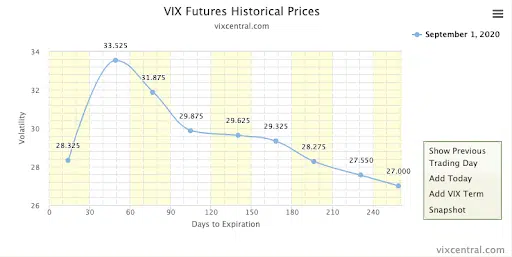 VIX Futures Historical Prices
vixcentral.com
September 1, 2020
34
32
30
28
26
Volatility
28.325
33.525
31.875
29.875
29.625
29.325
28.275
27.550
27.000
0
30
60
90
120
150
180
210
240
Days to Expiration
Show Previous
Trading Day
Add Today
Add VIX Term
Snapshot
vixcentral.com